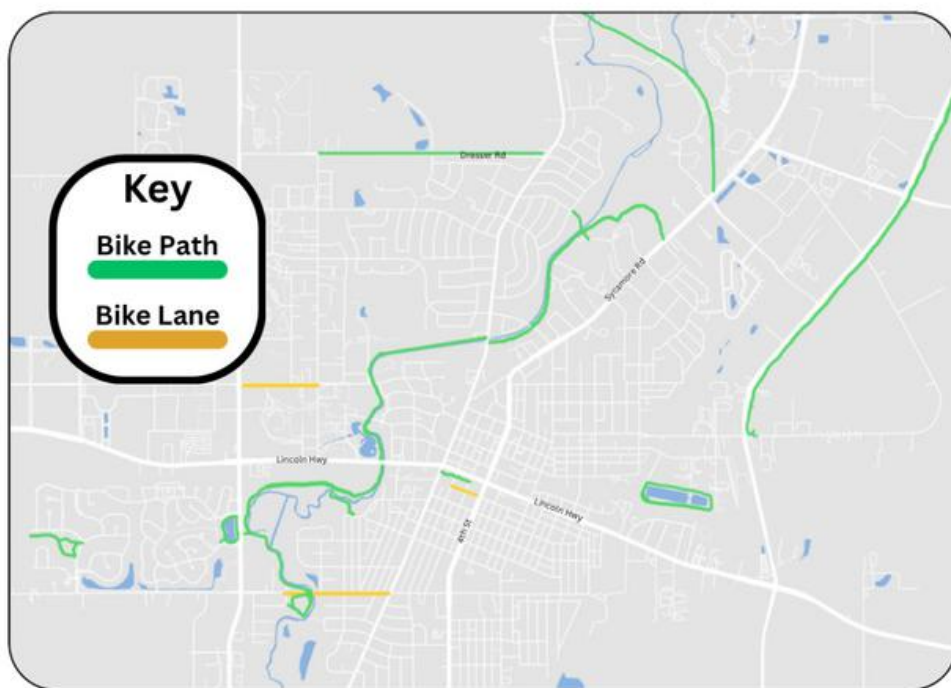 Key
Bike Path
Bike Lane
Dresser Rd
Sycamore Rd
Lincoln Hwy
4th St
Lincoln Hwy